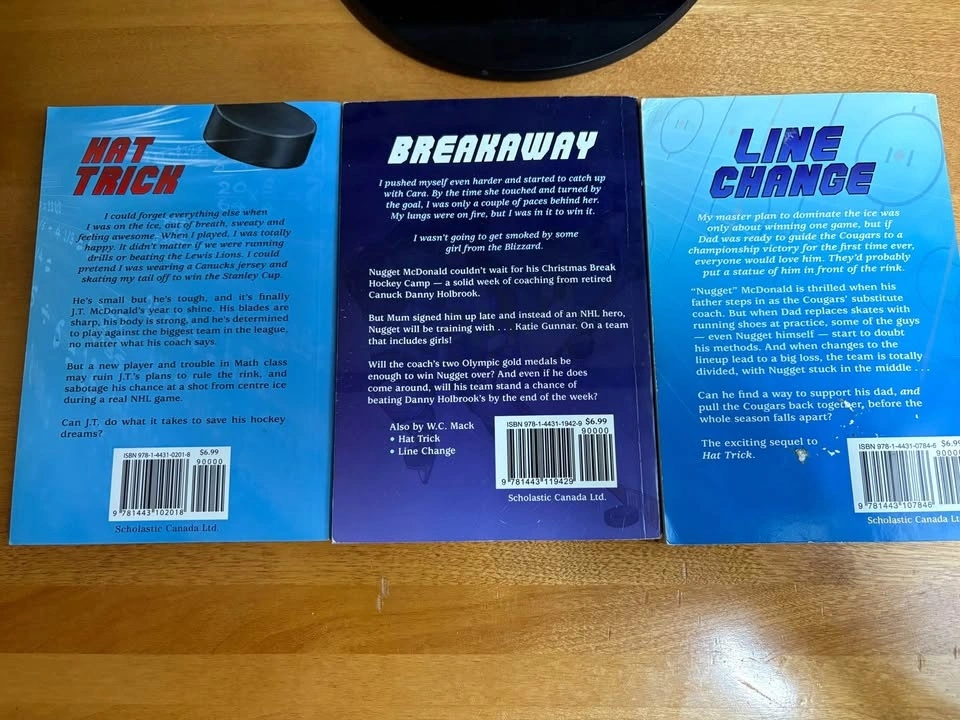 HAT
TRICK
I could forget everything else when
I was on the ice, out of breath, sweaty and
feeling awesome. When I played, I was totally
happy. It didn't matter if we were running
drills or beating the Lewis Lions. I could
pretend I was wearing a Canucks jersey and
skating my tail off to win the Stanley Cup.
He's small but he's tough, and it's finally
J.T. McDonald's year to shine. His blades are
sharp, his body is strong, and he's determined
to play against the biggest team in the league,
no matter what his coach says.
But a new player and trouble in Math class
may ruin J.T.'s plans to rule the rink, and
sabotage his chance at a shot from centre ice
during a real NHL game.
Can J.T. do what it takes to save his hockey
dreams?
ISBN 978-1-4431-0201-8 $6.99
90000
9 781443 102018
Scholastic Canada Ltd.
BREAKAWAY
I pushed myself even harder and started to catch up
with Cara. By the time she touched and turned by
the goal, I was only a couple of paces behind her.
My lungs were on fire, but I was in it to win it.
I wasn't going to get smoked by some
girl from the Blizzard.
Nugget McDonald couldn't wait for his Christmas Break
Hockey Camp — a solid week of coaching from retired
Canuck Danny Holbrook.
But Mum signed him up late and instead of an NHL hero,
Nugget will be training with . . . Katie Gunnar. On a team
that includes girls!
Will the coach's two Olympic gold medals be
enough to win Nugget over? And even if he does
come around, will his team stand a chance of
beating Danny Holbrook's by the end of the week?
Also by W.C. Mack
• Hat Trick
• Line Change
ISBN 978-1-4431-1942-9 $6.99
90000
9 781443 119429
Scholastic Canada Ltd.
LINE
CHANGE
My master plan to dominate the ice was
only about winning one game, but if
Dad was ready to guide the Cougars to a
championship victory for the first time ever,
everyone would love him. They'd probably
put a statue of him in front of the rink.
"Nugget" McDonald is thrilled when his
father steps in as the Cougars' substitute
coach. But when Dad replaces skates with
running shoes at practice, some of the guys
— even Nugget himself — start to doubt
his methods. And when changes to the
lineup lead to a big loss, the team is totally
divided, with Nugget stuck in the middle . . .
Can he find a way to support his dad, and
pull the Cougars back together, before the
whole season falls apart?
The exciting sequel to
Hat Trick.
ISBN 978-1-4431-0784-6 $6.99
90000
9 781443 107846
Scholastic Canada Ltd